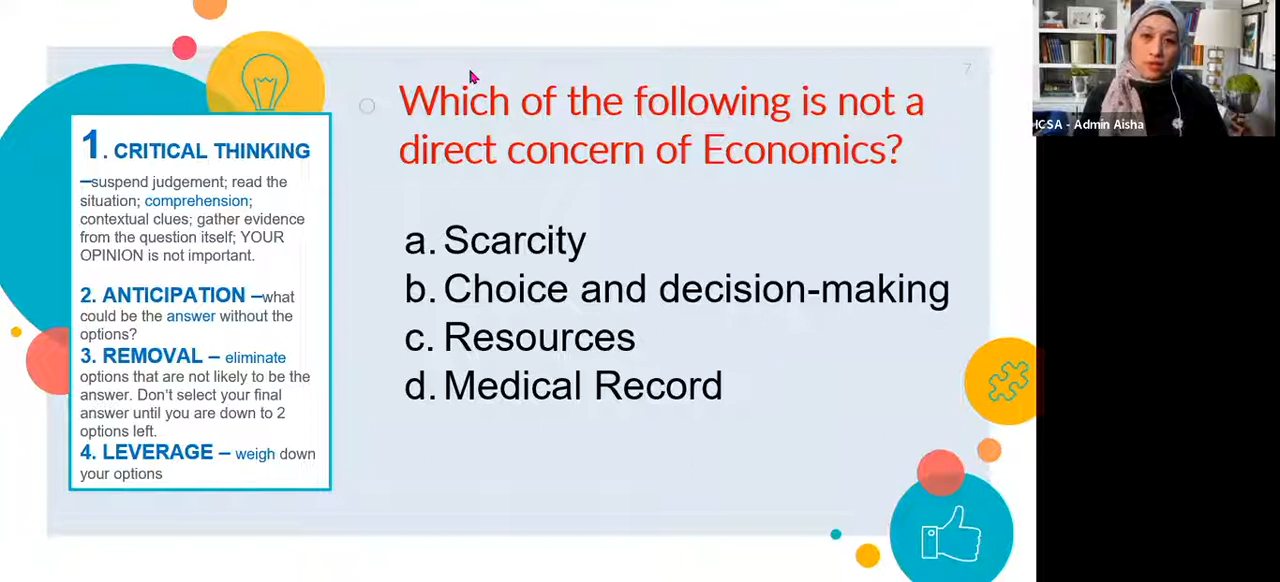 7
Which of the following is not a
direct concern of Economics?
a. Scarcity
b. Choice and decision-making
c. Resources
d. Medical Record
1. CRITICAL THINKING
—suspend judgement; read the
situation; comprehension;
contextual clues; gather evidence
from the question itself; YOUR
OPINION is not important.
2. ANTICIPATION —what
could be the answer without the
options?
3. REMOVAL – eliminate
options that are not likely to be the
answer. Don't select your final
answer until you are down to 2
options left.
4. LEVERAGE – weigh down
your options
ICSA - Admin Aisha